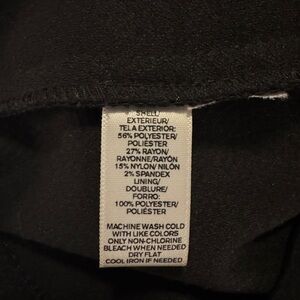 SHELL/
EXTERIEUR/
TELA EXTERIOR:
56% POLYESTER/
POLIÉSTER
27% RAYON/
RAYONNE/RAYÓN
15% NYLON/NILÓN
2% SPANDEX
LINING/
DOUBLURE/
FORRO:
100% POLYESTER/
POLIÉSTER
MACHINE WASH COLD
WITH LIKE COLORS
ONLY NON-CHLORINE
BLEACH WHEN NEEDED
DRY FLAT
COOL IRON IF NEEDED